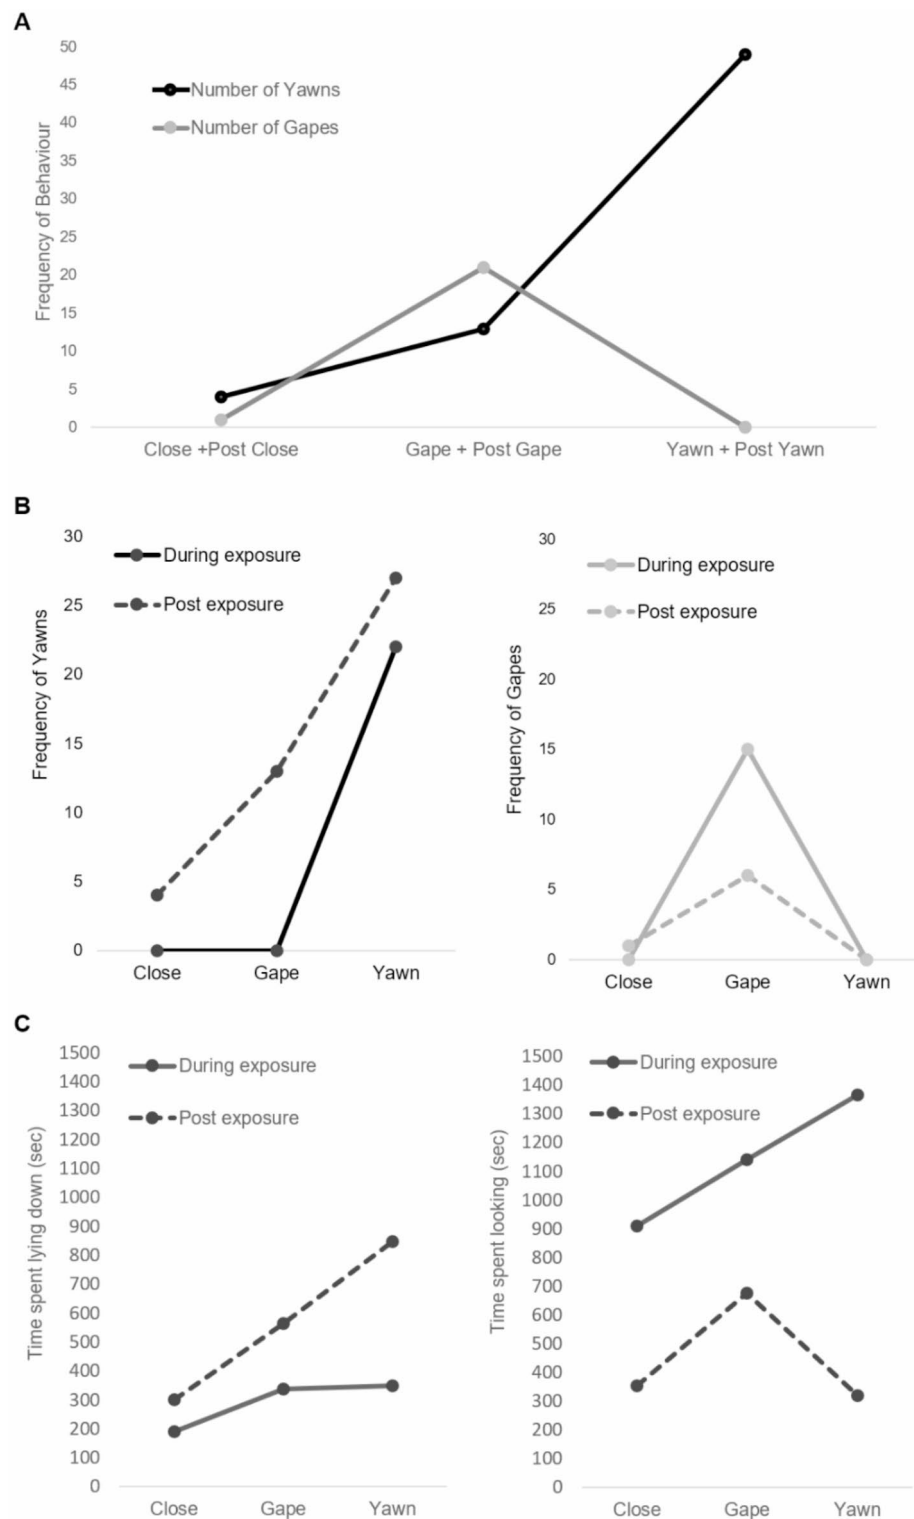 A
50
45
40
35
30
25
20
15
10
5
0
Frequency of Behaviour
Number of Yawns
Number of Gapes
Close +Post Close
Gape + Post Gape
Yawn + Post Yawn
B
30
25
20
15
10
5
0
Frequency of Yawns
During exposure
Post exposure
Close
Gape
Yawn
30
25
20
15
10
5
0
Frequency of Gapes
During exposure
Post exposure
Close
Gape
Yawn
C
1500
1400
1300
1200
1100
1000
900
800
700
600
500
400
300
200
100
0
Time spent lying down (sec)
During exposure
Post exposure
Close
Gape
Yawn
1500
1400
1300
1200
1100
1000
900
800
700
600
500
400
300
200
100
0
Time spent looking (sec)
During exposure
Post exposure
Close
Gape
Yawn